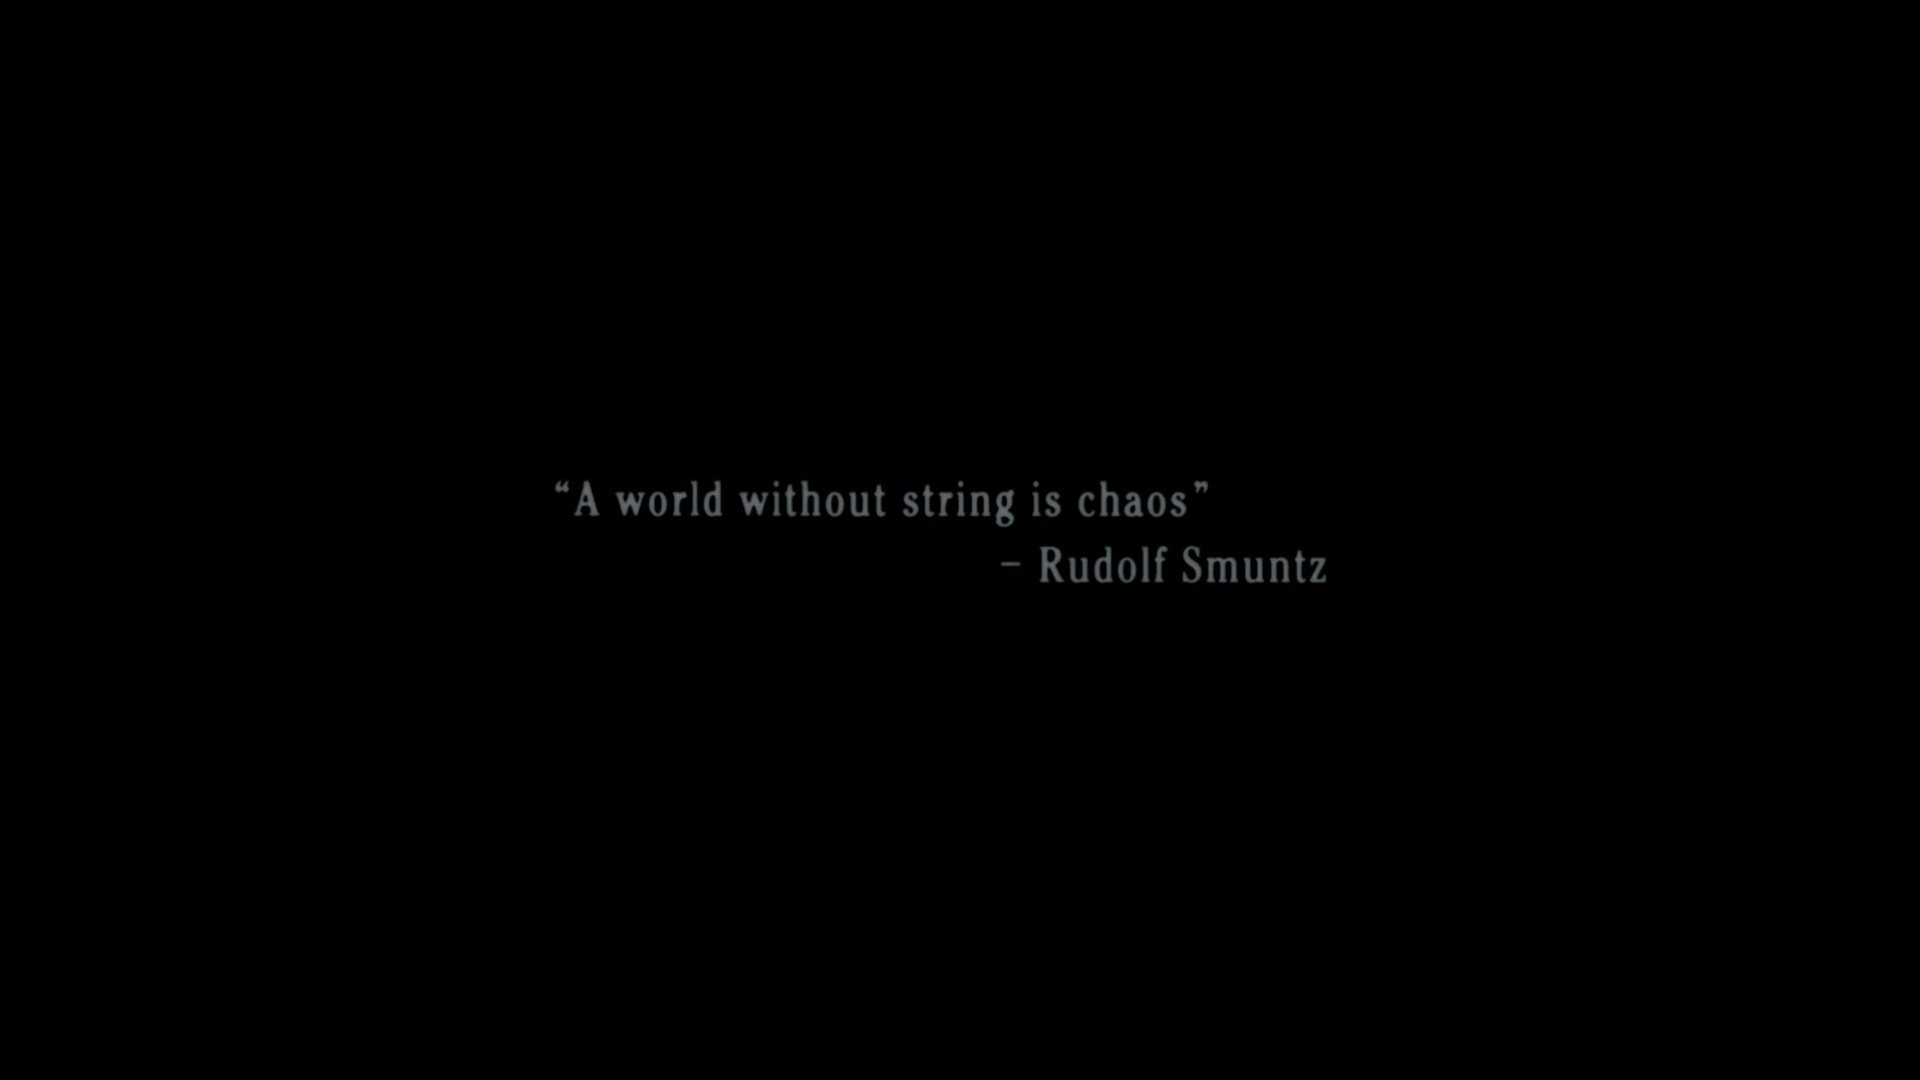 “A world without string is chaos”
– Rudolf Smuntz